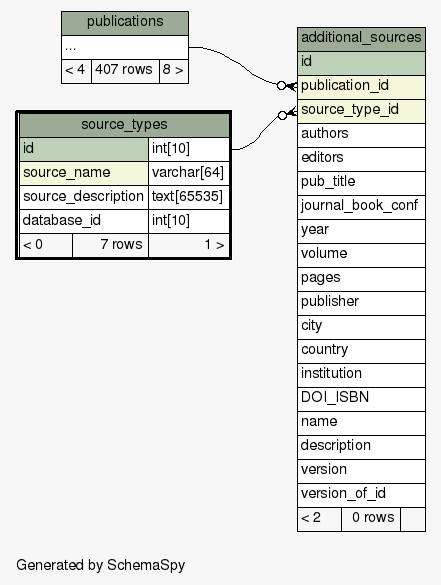 publications
...
< 4 407 rows 8 >
source_types
id int[10]
source_name varchar[64]
source_description text[65535]
database_id int[10]
< 0 7 rows 1 >
additional_sources
id
publication_id
source_type_id
authors
editors
pub_title
journal_book_conf
year
volume
pages
publisher
city
country
institution
DOI_ISBN
name
description
version
version_of_id
< 2 0 rows
Generated by SchemaSpy